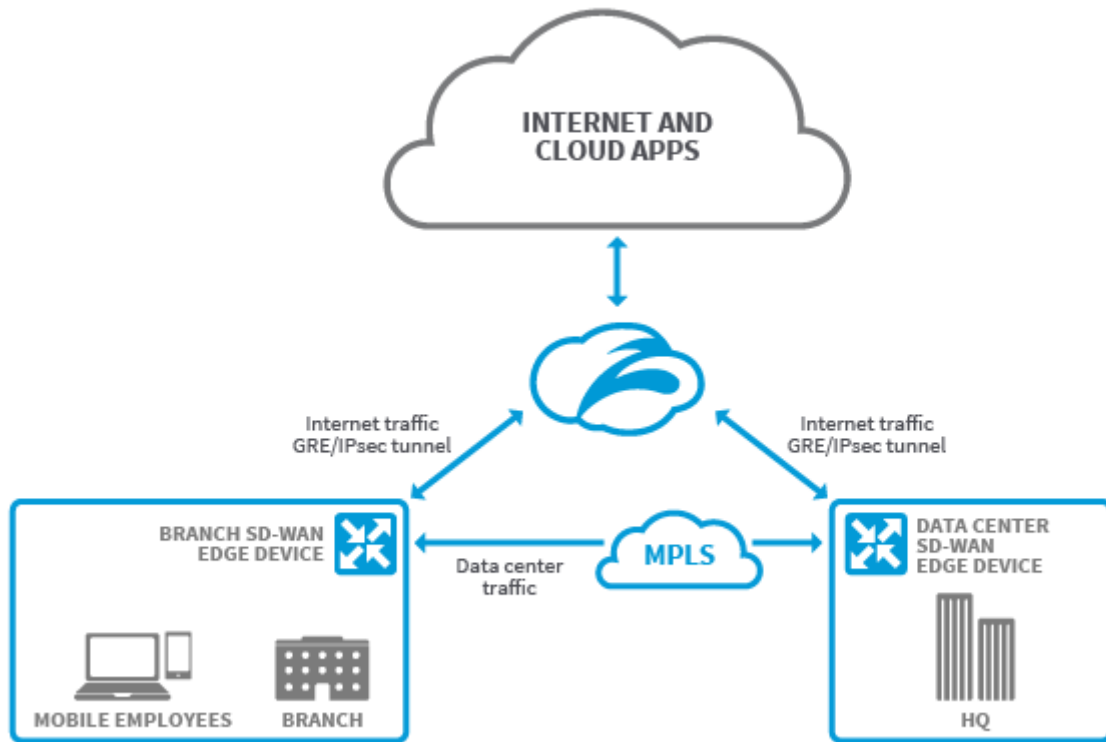 INTERNET AND
CLOUD APPS
Internet traffic
GRE/IPsec tunnel
Internet traffic
GRE/IPsec tunnel
BRANCH SD-WAN
EDGE DEVICE
Data center
traffic
MPLS
DATA CENTER
SD-WAN
EDGE DEVICE
MOBILE EMPLOYEES
BRANCH
HQ